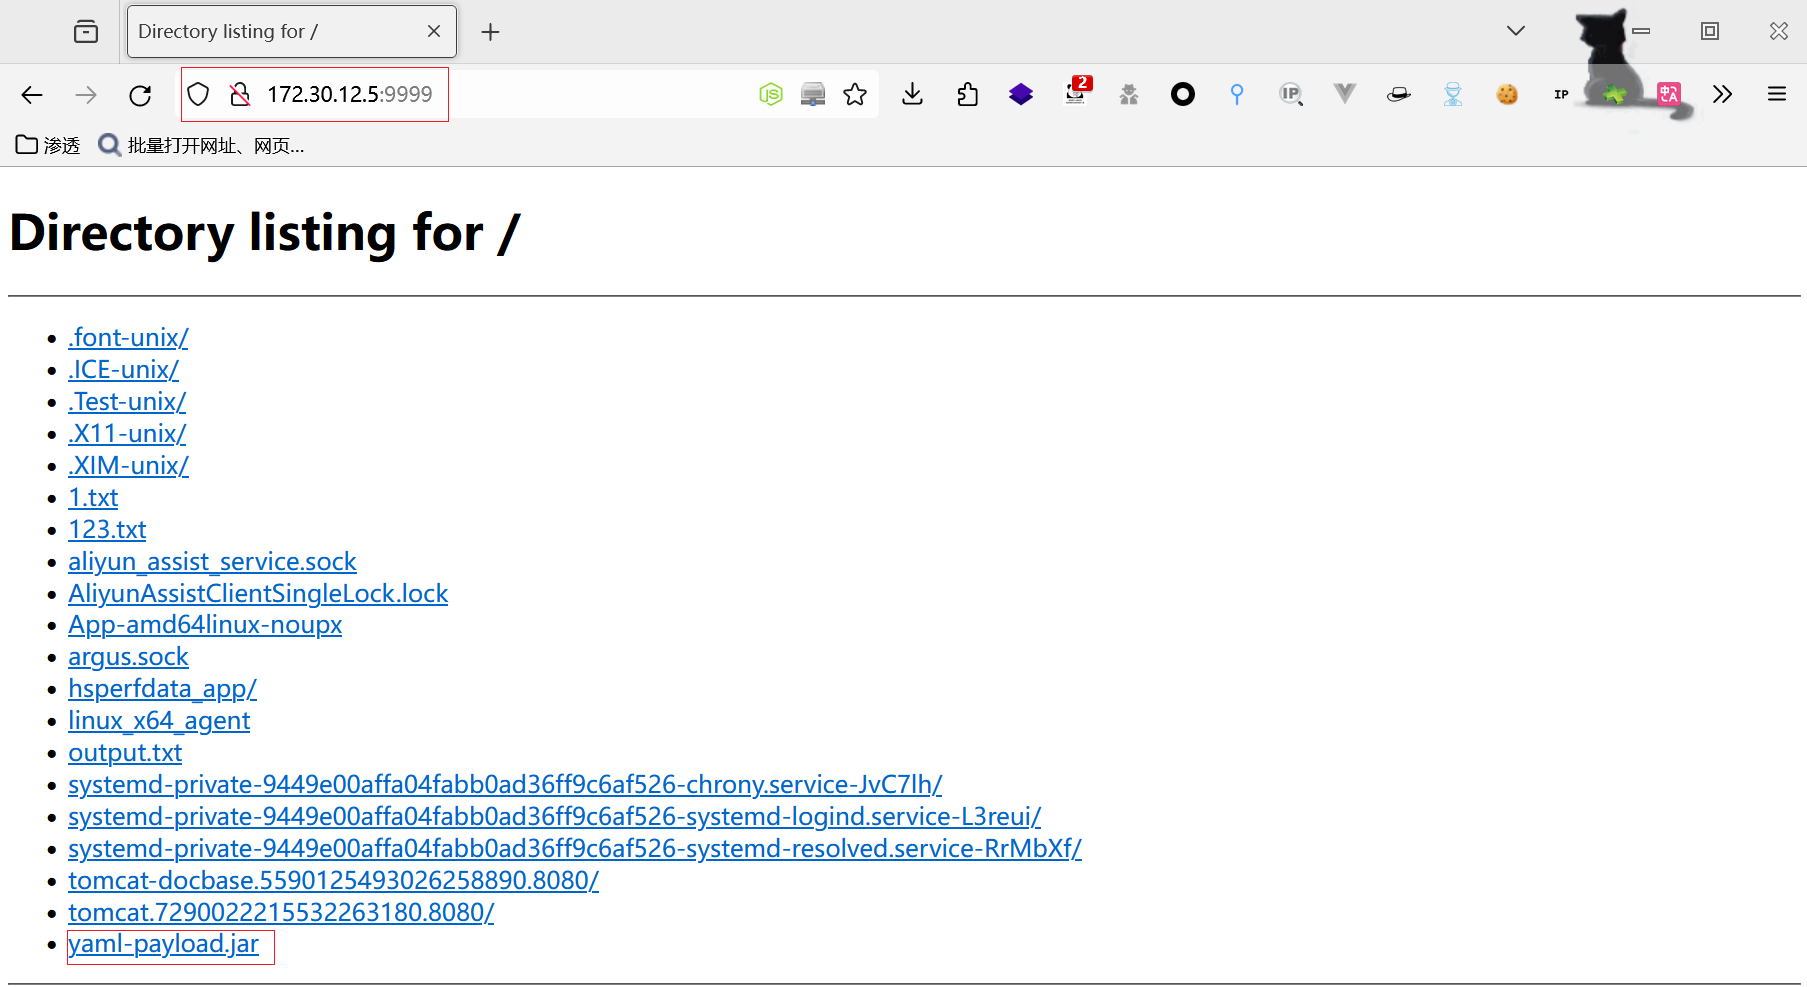 Directory listing for /
172.30.12.5:9999
JS
2
IP
IP
中
A
渗透
批量打开网址、网页...
Directory listing for /
.font-unix/
.ICE-unix/
.Test-unix/
.X11-unix/
.XIM-unix/
1.txt
123.txt
aliyun_assist_service.sock
AliyunAssistClientSingleLock.lock
App-amd64linux-noupx
argus.sock
hsperfdata_app/
linux_x64_agent
output.txt
systemd-private-9449e00affa04fabb0ad36ff9c6af526-chrony.service-JvC7lh/
systemd-private-9449e00affa04fabb0ad36ff9c6af526-systemd-logind.service-L3reui/
systemd-private-9449e00affa04fabb0ad36ff9c6af526-systemd-resolved.service-RrMbXf/
tomcat-docbase.5590125493026258890.8080/
tomcat.7290022215532263180.8080/
yaml-payload.jar